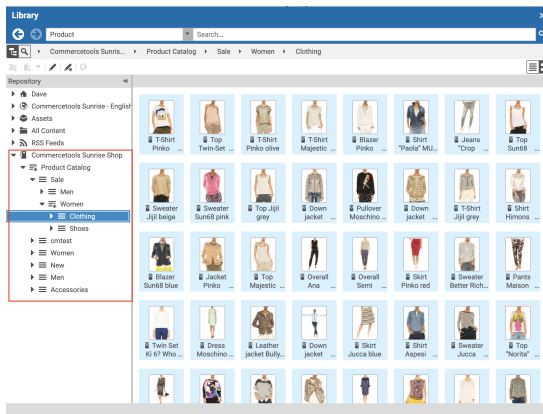 Library
Product
Search...
Commercetools Sunris... Product Catalog Sale Women Clothing
Repository
Dave
Commercetools Sunrise - English
Assets
All Content
RSS Feeds
Commercetools Sunrise Shop
Product Catalog
Sale
Men
Women
Clothing
Shoes
cmtest
Women
New
Men
Accessories
T-Shirt Top T-Shirt T-Shirt Blazer Shirt Jeans Top
Pinko ... Twin-Set ... Pinko olive Majestic ... Pinko ... "Paola" MU... "Crop ... Sun68 ...
Sweater Sweater Top Jijil Down Pullover Down T-Shirt Shirt
Jijil beige Sun68 pink grey jacket ... Moschino ... jacket ... Jijil grey Himons ...
Blazer Jacket Top Overall Overall Skirt Sweater Pants
Sun68 blue Pinko ... Majestic ... Ana ... Semi ... Pinko red Better Rich... Maison ...
Twin Set Dress Leather Down Skirt Shirt Sweater Top
Ki 6? Who ... Moschino ... jacket Bully... jacket ... Jucca blue Aspesi ... Jucca ... "Norita" ...